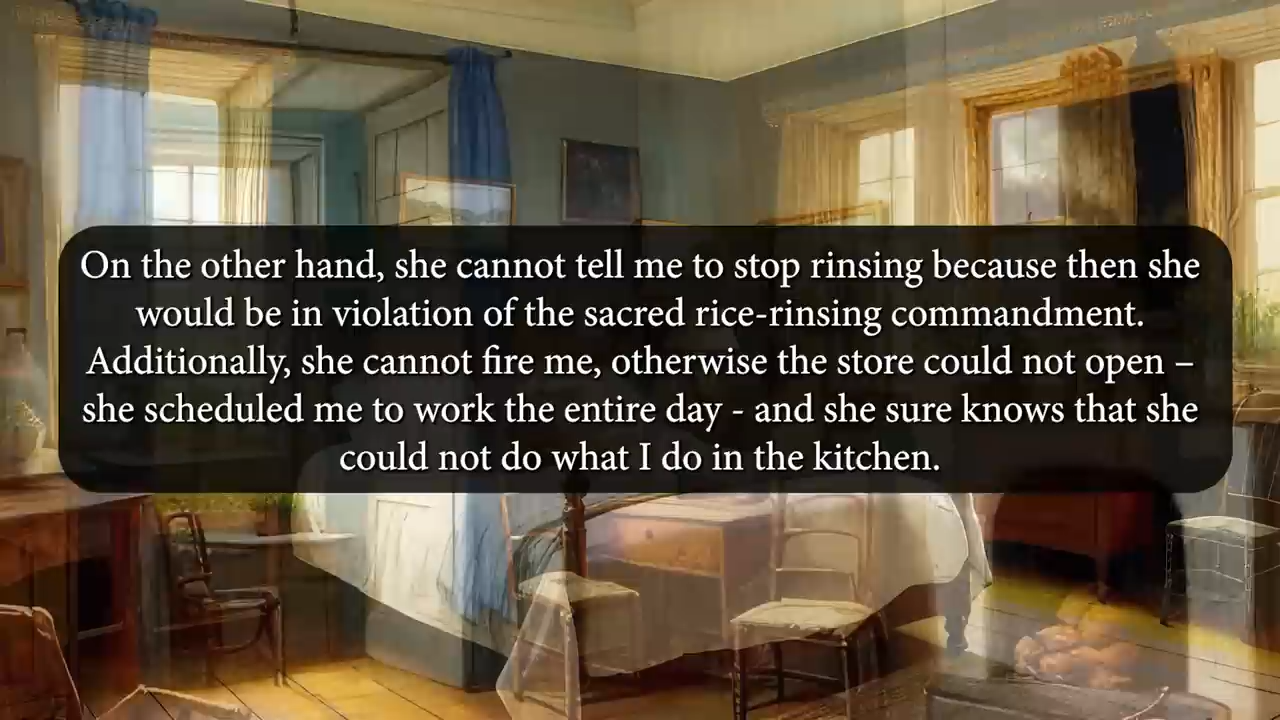 On the other hand, she cannot tell me to stop rinsing because then she
would be in violation of the sacred rice-rinsing commandment.
Additionally, she cannot fire me, otherwise the store could not open –
she scheduled me to work the entire day - and she sure knows that she
could not do what I do in the kitchen.